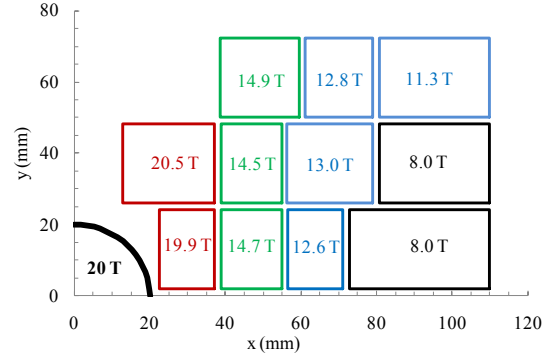 80
14.9 T 12.8 T 11.3 T
60
20.5 T 14.5 T 13.0 T 8.0 T
40
20
20 T 19.9 T 14.7 T 12.6 T 8.0 T
0
0 20 40 60 80 100 120
x (mm)
y (mm)